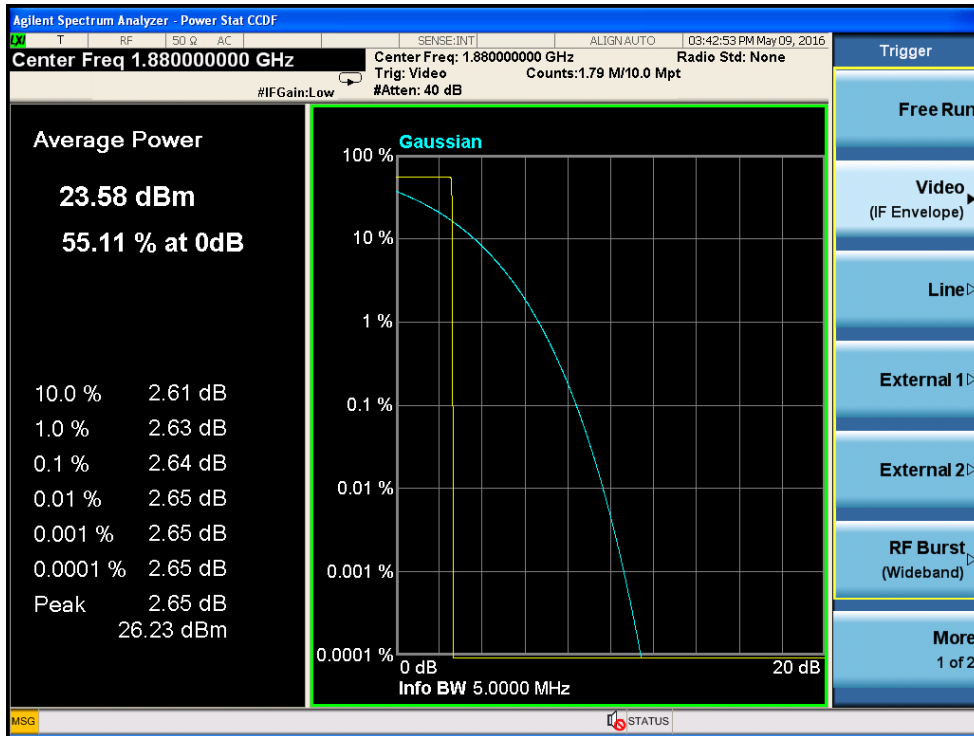 Agilent Spectrum Analyzer - Power Stat CCDF
LXI T RF 50 Ω AC SENSE:INT ALIGN AUTO 03:42:53 PM May 09, 2016
Center Freq 1.880000000 GHz
#IFGain:Low
Center Freq: 1.880000000 GHz Radio Std: None
Trig: Video Counts:1.79 M/10.0 Mpt
#Atten: 40 dB
Average Power
23.58 dBm
55.11 % at 0dB
10.0 % 2.61 dB
1.0 % 2.63 dB
0.1 % 2.64 dB
0.01 % 2.65 dB
0.001 % 2.65 dB
0.0001 % 2.65 dB
Peak 2.65 dB
26.23 dBm
Gaussian
100 %
10 %
1 %
0.1 %
0.01 %
0.001 %
0.0001 %
0 dB 20 dB
Info BW 5.0000 MHz
Trigger
Free Run
Video
(IF Envelope)
Line
External 1
External 2
RF Burst
(Wideband)
More
1 of 2
MSG STATUS